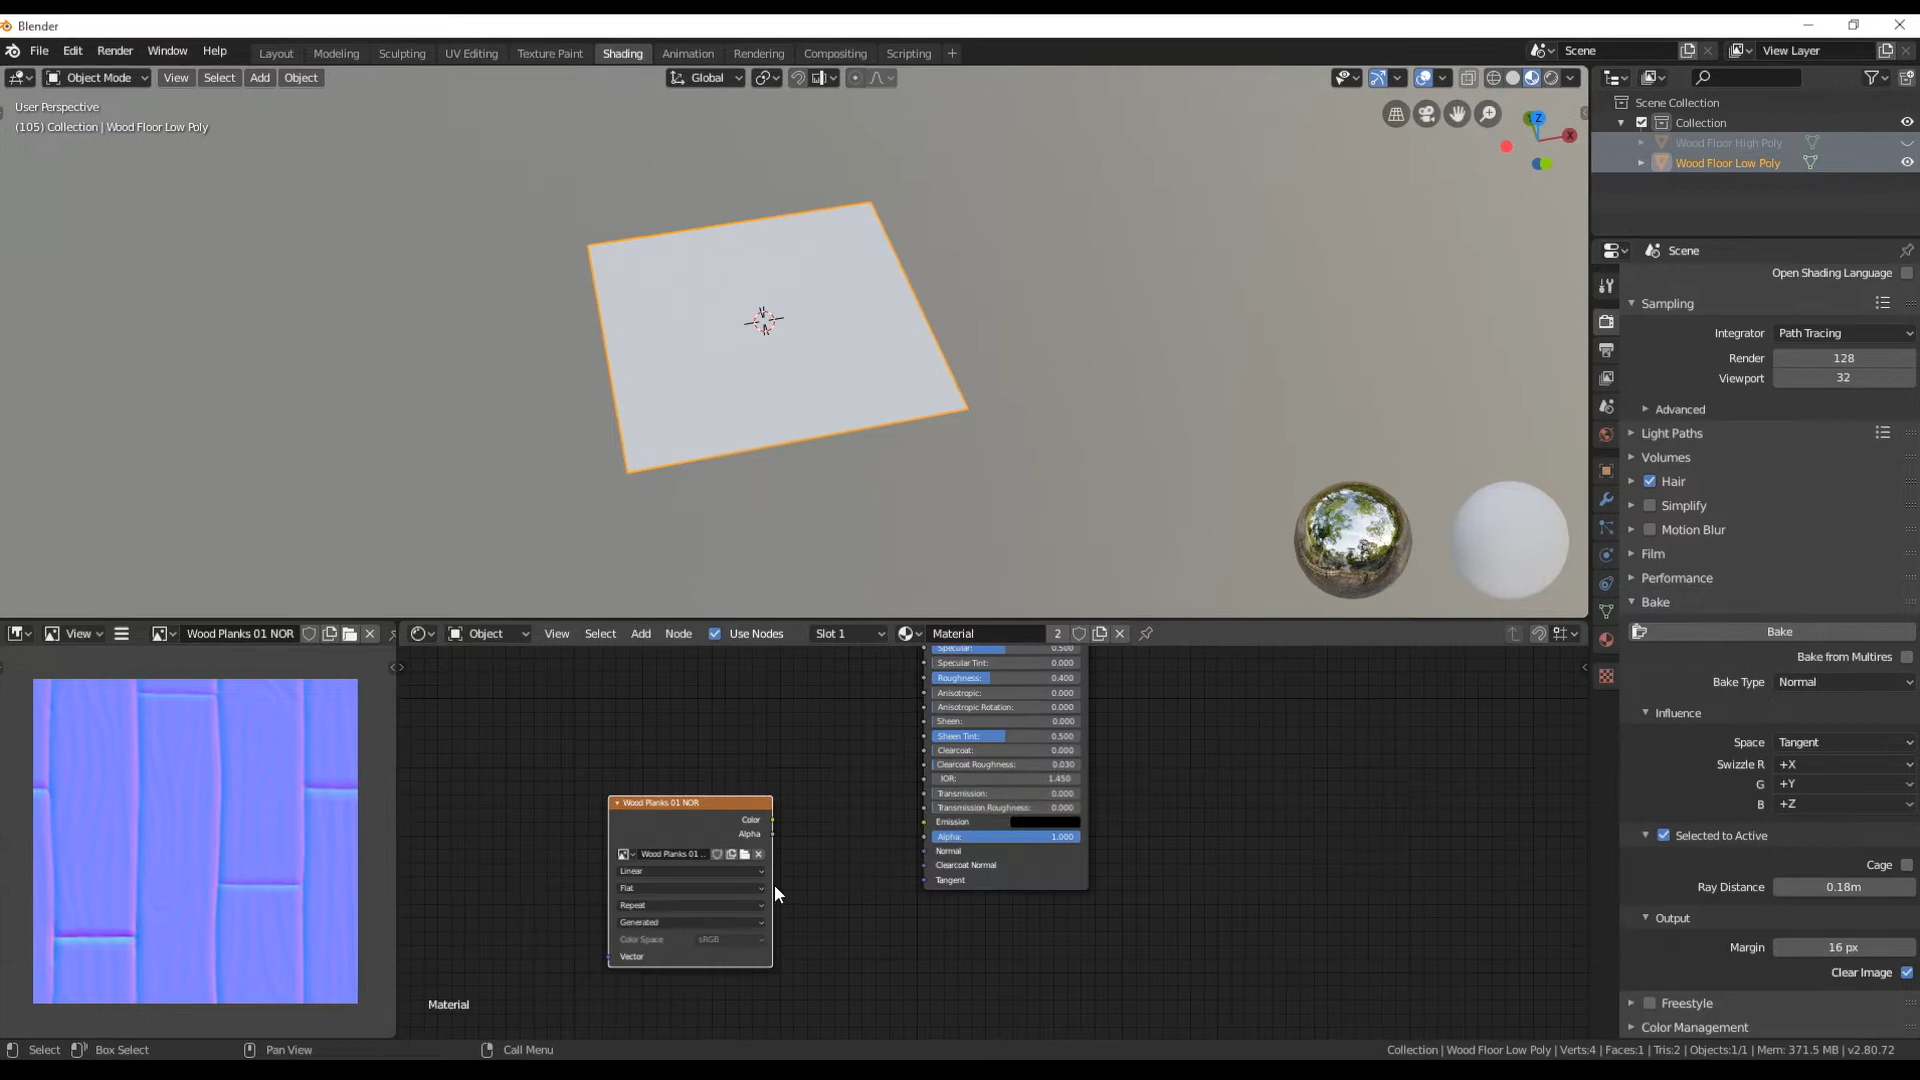 Blender
File Edit Render Window Help
Layout Modeling Sculpting UV Editing Texture Paint Shading Animation Rendering Compositing Scripting +
Scene
View Layer
Object Mode View Select Add Object
Global
User Perspective
(105) Collection | Wood Floor Low Poly
Z
X
Scene Collection
Collection
Wood Floor High Poly
Wood Floor Low Poly
Scene
Open Shading Language
Sampling
Integrator Path Tracing
Render 128
Viewport 32
Advanced
Light Paths
Volumes
Hair
Simplify
Motion Blur
Film
Performance
Bake
Bake
Bake from Multires
Bake Type Normal
Influence
Space Tangent
Swizzle R +X
G +Y
B +Z
Selected to Active
Cage
Ray Distance 0.18m
Output
Margin 16 px
Clear Image
Freestyle
Color Management
View
Wood Planks 01 NOR
Object View Select Add Node Use Nodes Slot 1 Material 2
Specular: 0.500
Specular Tint: 0.000
Roughness: 0.400
Anisotropic: 0.000
Anisotropic Rotation: 0.000
Sheen: 0.000
Sheen Tint: 0.500
Clearcoat: 0.000
Clearcoat Roughness: 0.030
IOR: 1.450
Transmission: 0.000
Transmission Roughness: 0.000
Emission
Alpha: 1.000
Normal
Clearcoat Normal
Tangent
Wood Planks 01 NOR
Color
Alpha
Wood Planks 01 ..
Linear
Flat
Repeat
Generated
Color Space sRGB
Vector
Material
Select Box Select Pan View Call Menu
Collection | Wood Floor Low Poly | Verts:4 | Faces:1 | Tris:2 | Objects:1/1 | Mem: 371.5 MB | v2.80.72